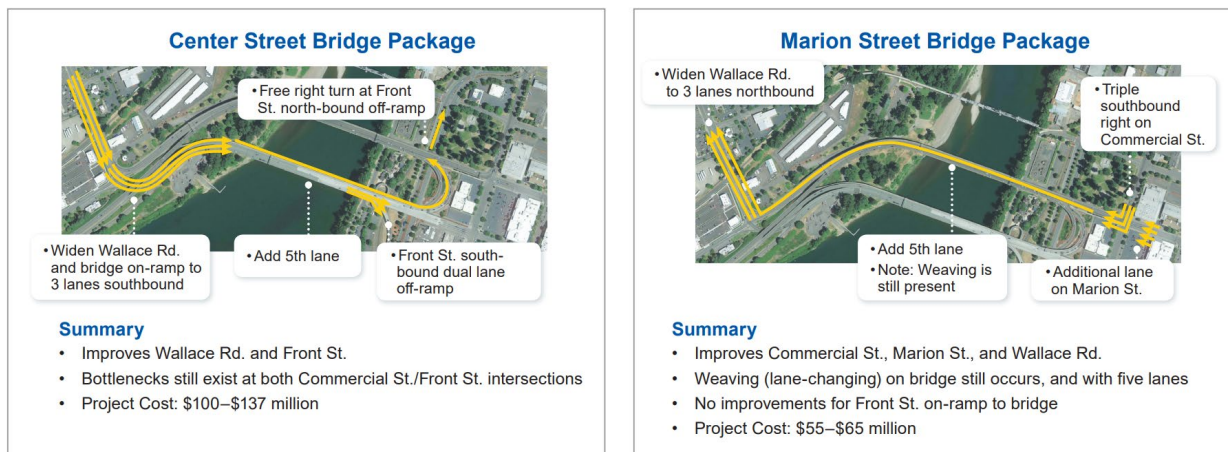 Center Street Bridge Package
• Free right turn at Front
St. north-bound off-ramp
• Widen Wallace Rd.
and bridge on-ramp to
3 lanes southbound
• Add 5th lane
• Front St. south-
bound dual lane
off-ramp
Summary
• Improves Wallace Rd. and Front St.
• Bottlenecks still exist at both Commercial St./Front St. intersections
• Project Cost: $100–$137 million
Marion Street Bridge Package
• Widen Wallace Rd.
to 3 lanes northbound
• Triple
southbound
right on
Commercial St.
• Add 5th lane
• Note: Weaving is
still present
• Additional lane
on Marion St.
Summary
• Improves Commercial St., Marion St., and Wallace Rd.
• Weaving (lane-changing) on bridge still occurs, and with five lanes
• No improvements for Front St. on-ramp to bridge
• Project Cost: $55–$65 million